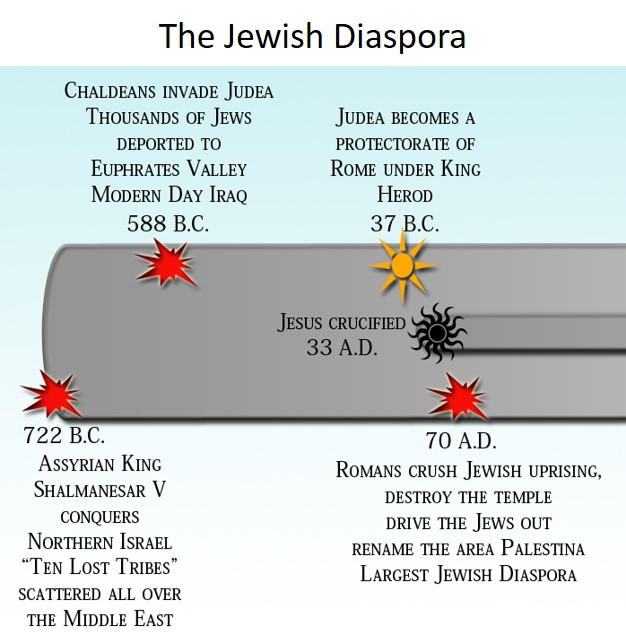 The Jewish Diaspora
Chaldeans invade Judea
Thousands of Jews
deported to
Euphrates Valley
Modern Day Iraq
588 B.C.
Judea becomes a
protectorate of
Rome under King
Herod
37 B.C.
Jesus crucified
33 A.D.
722 B.C.
Assyrian King
Shalmanesar V
conquers
Northern Israel
“Ten Lost Tribes”
scattered all over
the Middle East
70 A.D.
Romans crush Jewish uprising,
destroy the temple
drive the Jews out
rename the area Palestina
Largest Jewish Diaspora